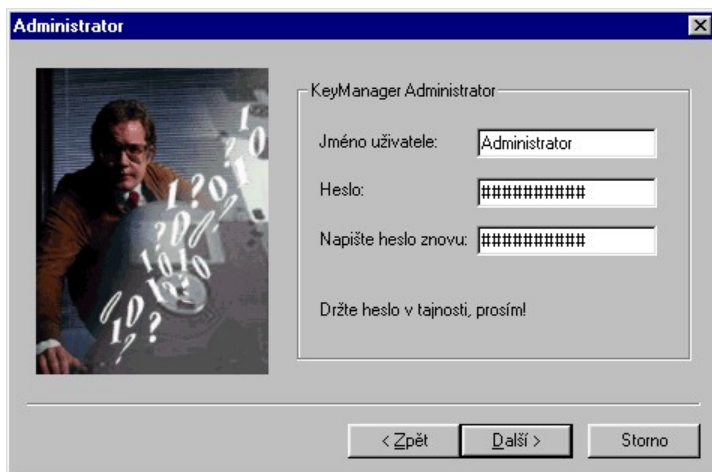 Administrator
KeyManager Administrator
Jméno uživatele: Administrator
Heslo: ##########
Napište heslo znovu: ##########
Držte heslo v tajnosti, prosím!
< Zpět Další > Storno